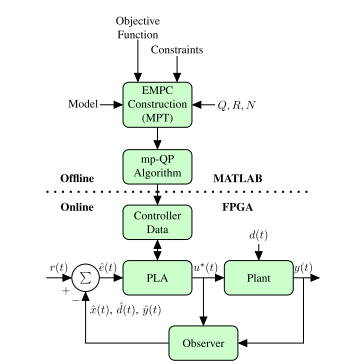 Objective
Function
Constraints
Model
EMPC
Construction
(MPT)
Q, R, N
mp-QP
Algorithm
Offline
MATLAB
Online
FPGA
Controller
Data
d(t)
r(t)
∑
ê(t)
PLA
u⋆(t)
Plant
y(t)
+
−
x̂(t), d̂(t), ŷ(t)
Observer